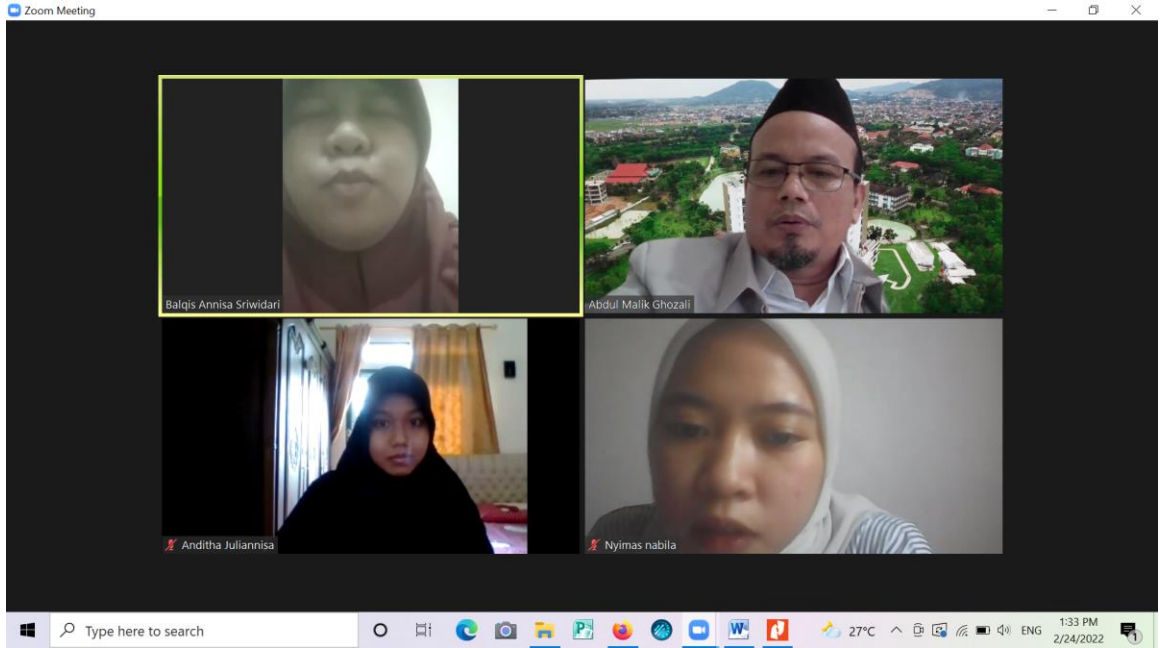 Zoom Meeting
Balqis Annisa Sriwidari
Abdul Malik Ghozali
Anditha Juliannisa
Nyimas nabila
Type here to search
27°C
ENG
1:33 PM
2/24/2022
1